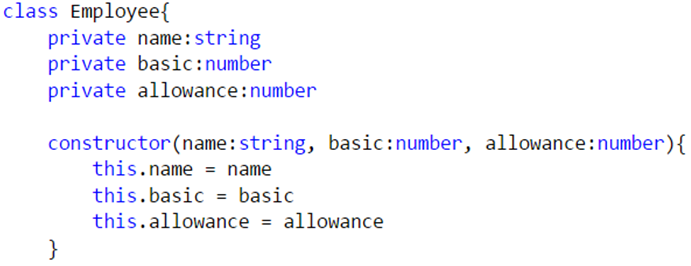 class Employee{
    private name:string
    private basic:number
    private allowance:number

    constructor(name:string, basic:number, allowance:number){
        this.name = name
        this.basic = basic
        this.allowance = allowance
    }